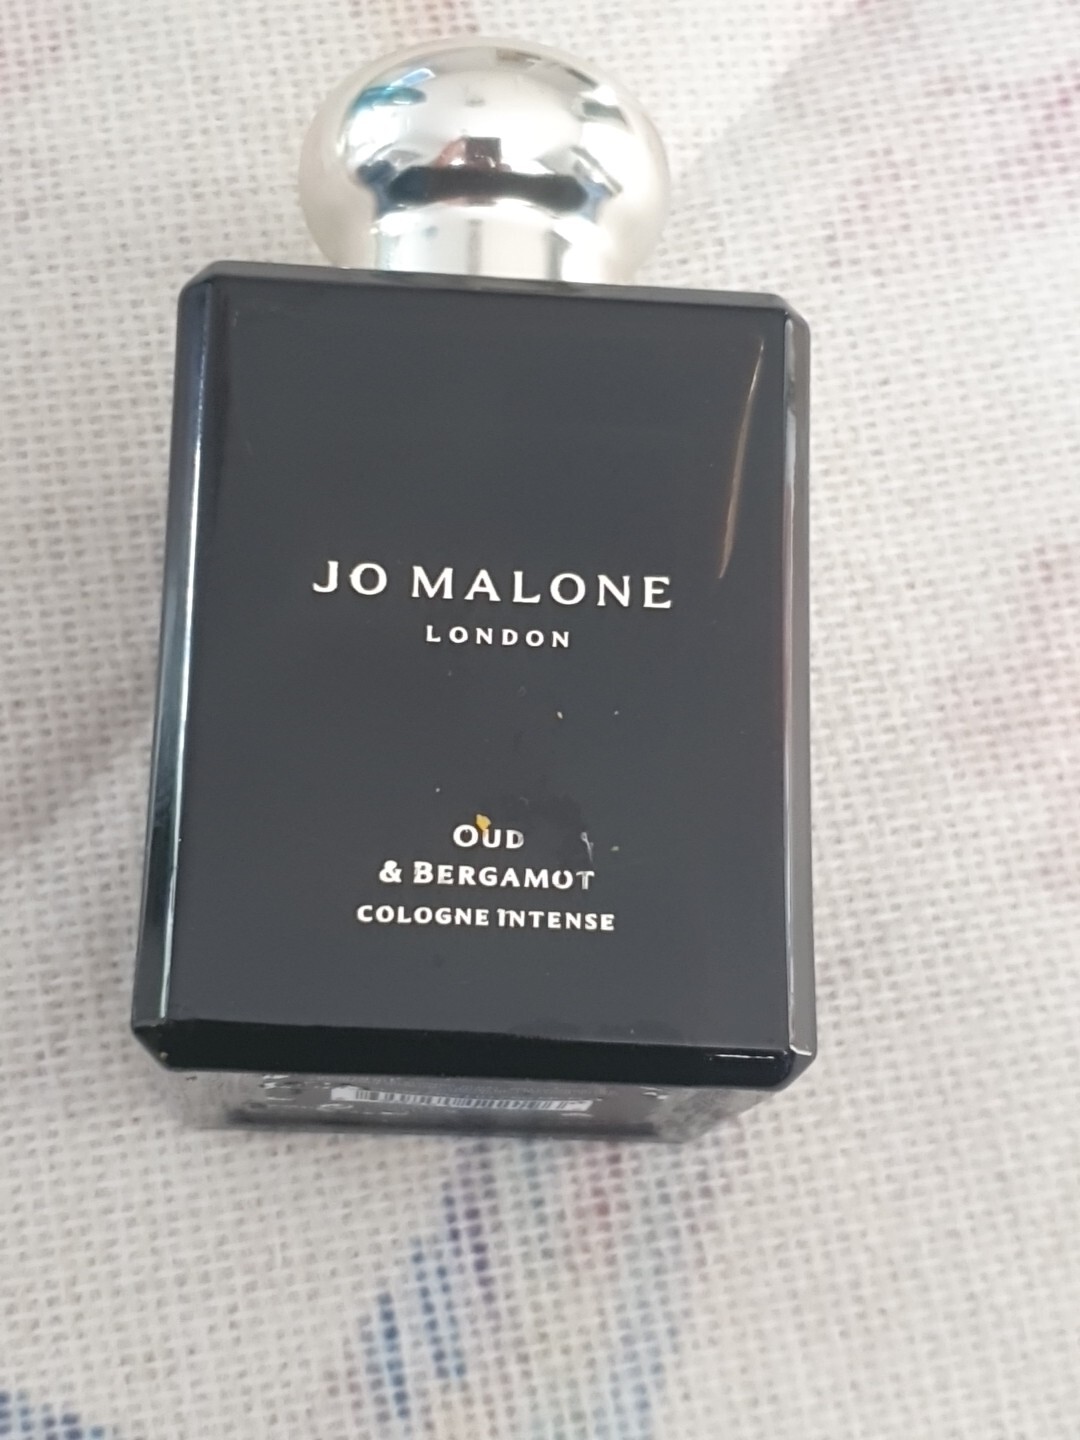 JO MALONE
LONDON
OUD
& BERGAMOT
COLOGNE INTENSE